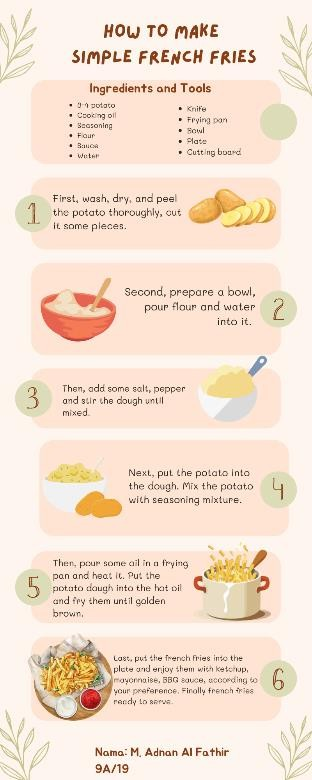 HOW TO MAKE
SIMPLE FRENCH FRIES
Ingredients and Tools
3-4 potato
Cooking oil
Seasoning
Flour
Sauce
Water
Knife
Frying pan
Bowl
Plate
Cutting board
1
First, wash, dry, and peel
the potato thoroughly, cut
it some pieces.
Second, prepare a bowl,
pour flour and water
into it.
2
3
Then, add some salt, pepper
and stir the dough until
mixed.
Next, put the potato into
the dough. Mix the potato
with seasoning mixture.
4
5
Then, pour some oil in a frying
pan and heat it. Put the
potato dough into the hot oil
and fry them until golden
brown.
Last, put the french fries into the
plate and enjoy them with ketchup,
mayonnaise, BBQ sauce, according to
your preference. Finally french fries
ready to serve.
6
Nama: M, Adnan Al Fathir
9A/19